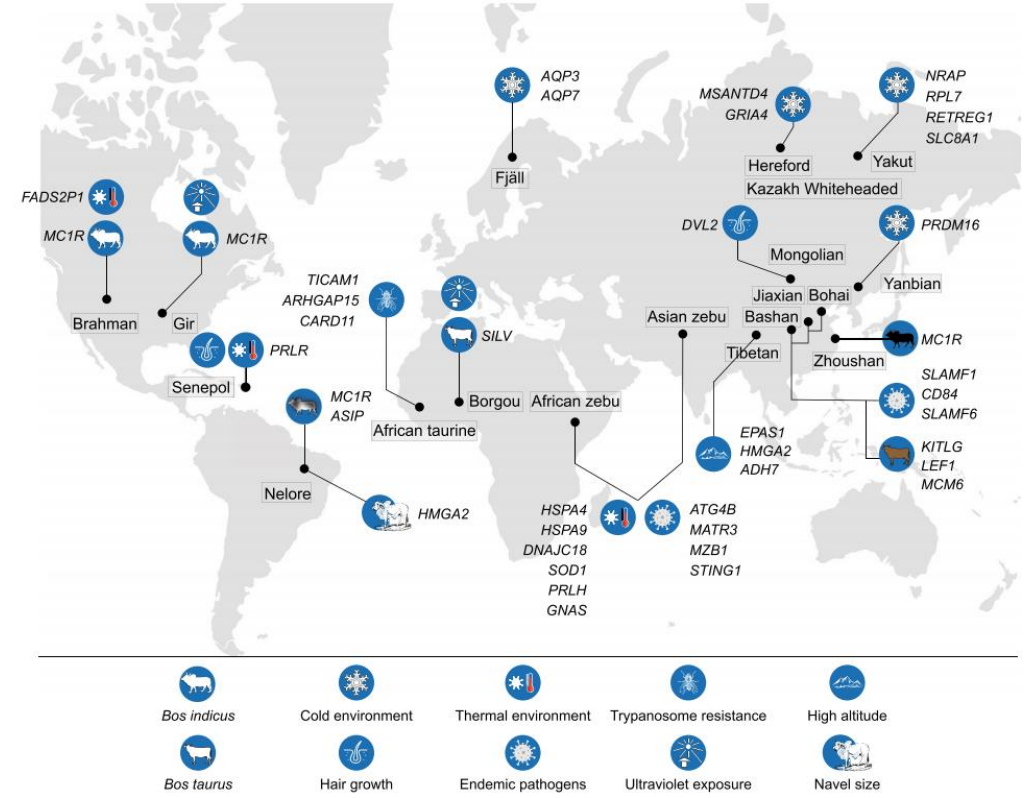 AQP3
AQP7
Fjäll
MSANTD4
GRIA4
Hereford
Kazakh Whiteheaded
NRAP
RPL7
RETREG1
SLC8A1
Yakut
FADS2P1
MC1R
Brahman
MC1R
Gir
DVL2
Mongolian
PRDM16
Yanbian
TICAM1
ARHGAP15
CARD11
African taurine
SILV
Borgou
PRLR
Senepol
Asian zebu
Jiaxian
Bohai
Bashan
Tibetan
Zhoushan
MC1R
MC1R
ASIP
Nelore
HMGA2
African zebu
SLAMF1
CD84
SLAMF6
EPAS1
HMGA2
ADH7
KITLG
LEF1
MCM6
HSPA4
HSPA9
DNAJC18
SOD1
PRLH
GNAS
ATG4B
MATR3
MZB1
STING1
Bos indicus
Cold environment
Thermal environment
Trypanosome resistance
High altitude
Bos taurus
Hair growth
Endemic pathogens
Ultraviolet exposure
Navel size